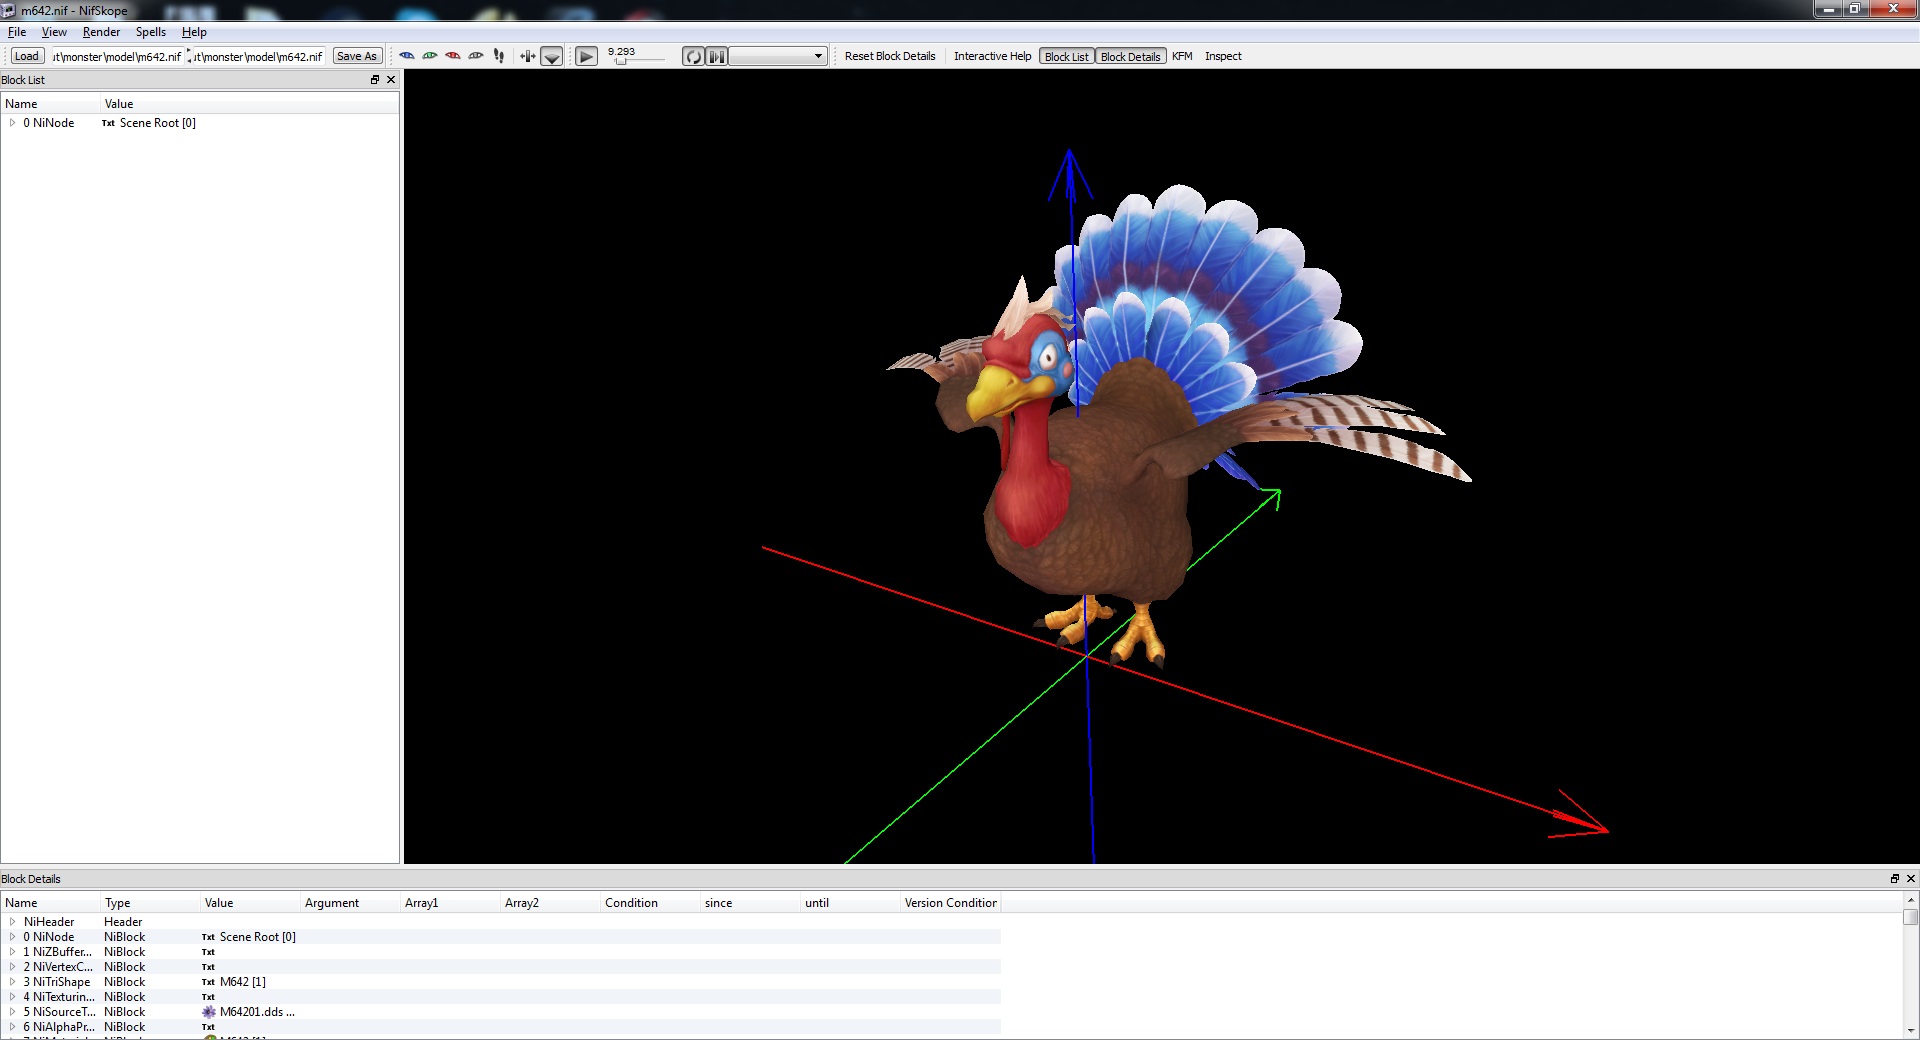 m642.nif - NifSkope
File View Render Spells Help
Load ut\monster\model\m642.nif ut\monster\model\m642.nif Save As 9.293 Reset Block Details Interactive Help Block List Block Details KFM Inspect
Block List
Name Value
0 NiNode Txt Scene Root [0]
Block Details
Name Type Value Argument Array1 Array2 Condition since until Version Condition
NiHeader Header
0 NiNode NiBlock Txt Scene Root [0]
1 NiZBuffer... NiBlock Txt
2 NiVertexC... NiBlock Txt
3 NiTriShape NiBlock Txt M642 [1]
4 NiTexturin... NiBlock Txt
5 NiSourceT... NiBlock M64201.dds ...
6 NiAlphaPr... NiBlock Txt